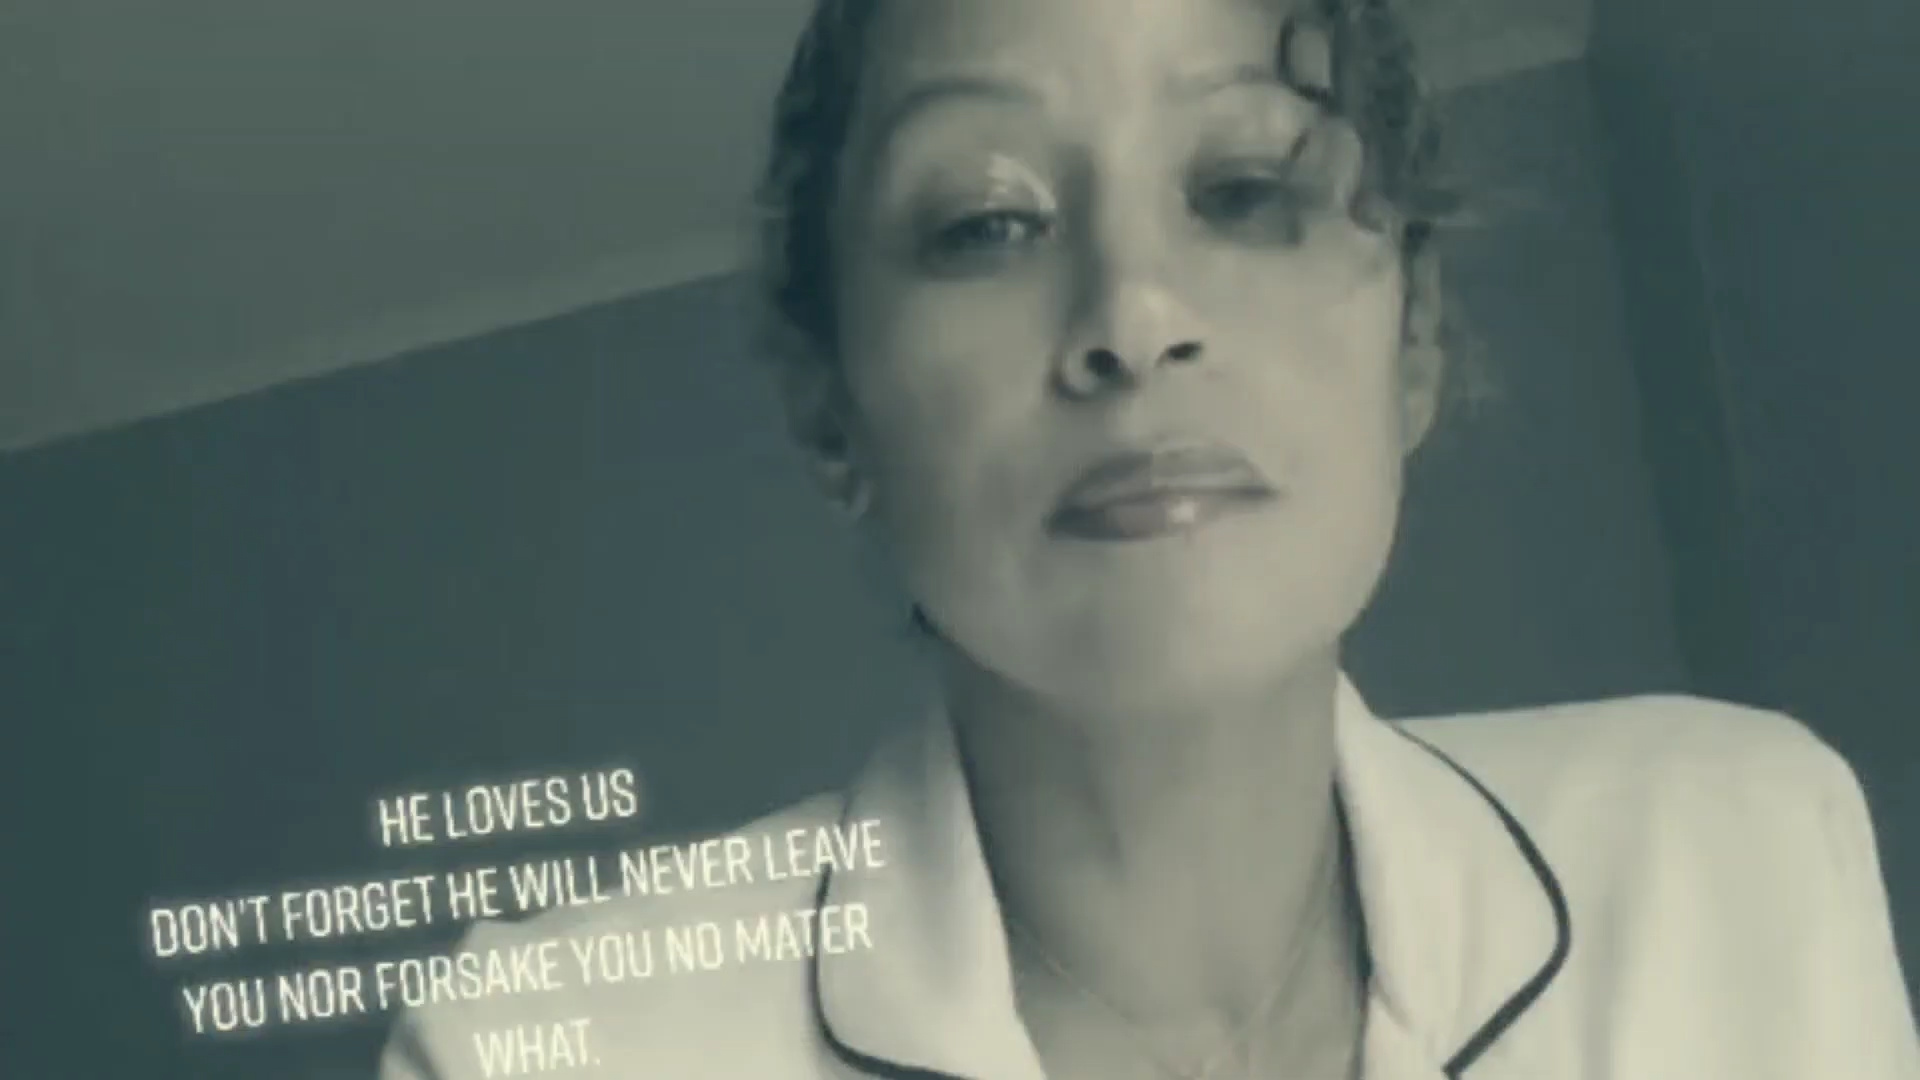 HE LOVES US
DON'T FORGET HE WILL NEVER LEAVE
YOU NOR FORSAKE YOU NO MATER
WHAT.